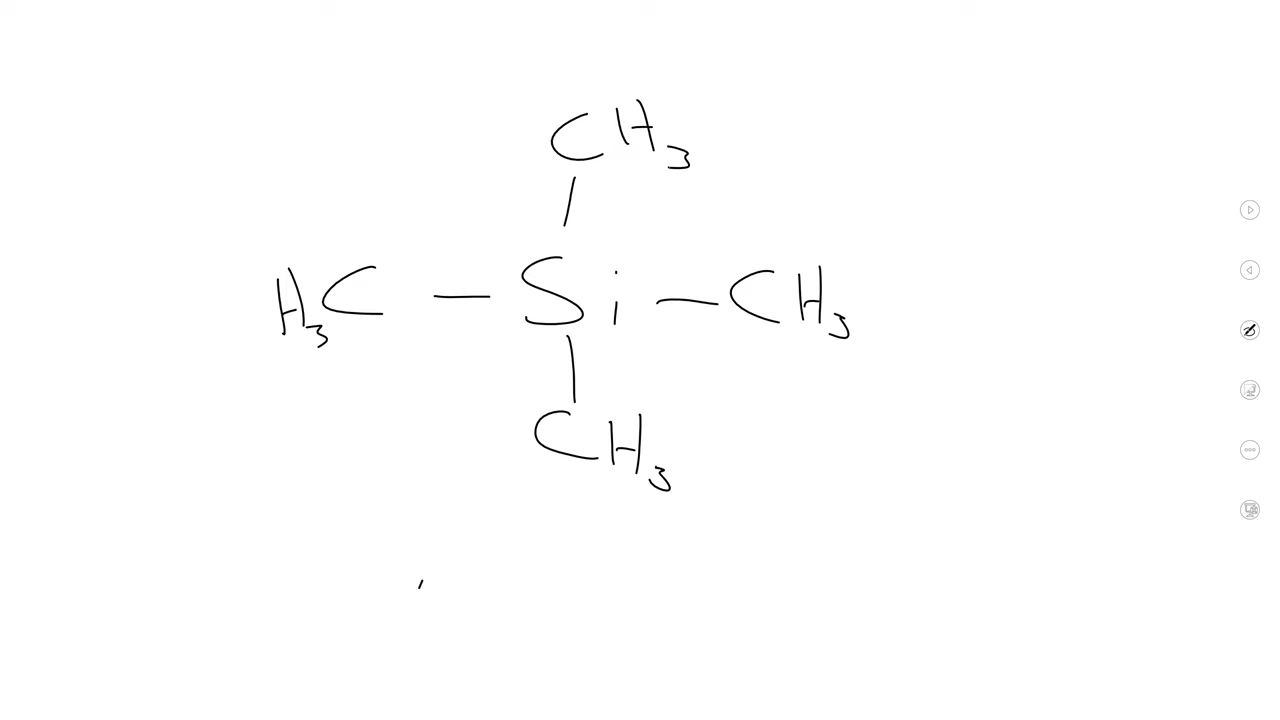 CH₃
H₃C — Si — CH₃
CH₃